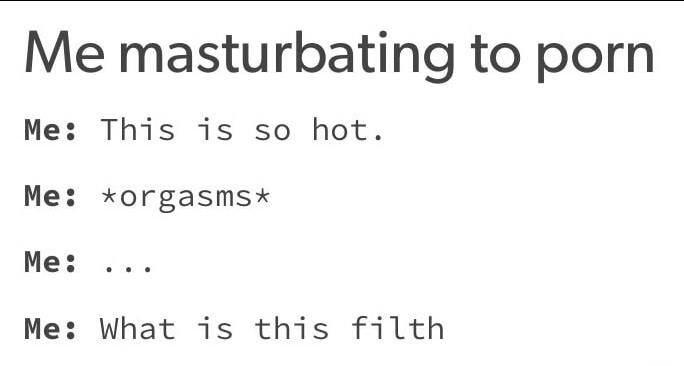 Me masturbating to porn
Me: This is so hot.
Me: *orgasms*
Me: ...
Me: What is this filth